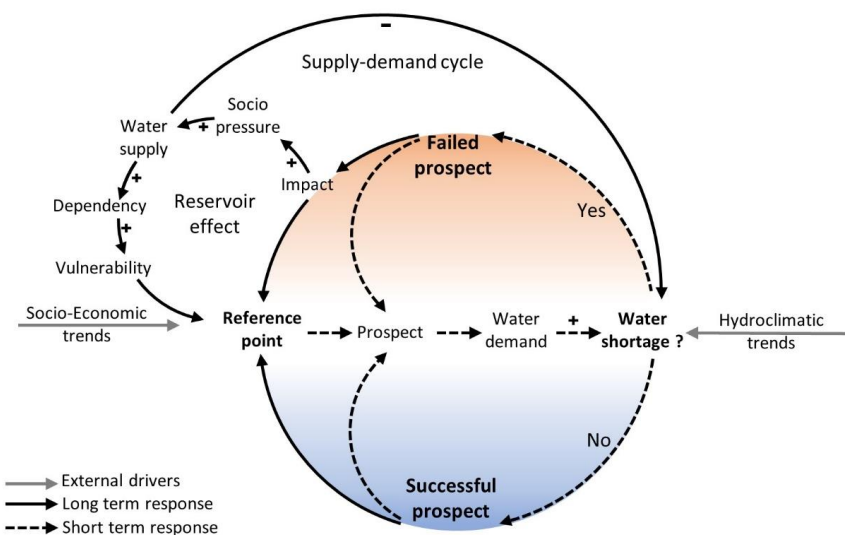 -
Supply-demand cycle
Socio
pressure
+
Water
supply
+
Dependency
+
Vulnerability
Reservoir
effect
+
Impact
Failed
prospect
Yes
Socio-Economic
trends
Reference
point
Prospect
Water
demand
+
Water
shortage ?
Hydroclimatic
trends
No
Successful
prospect
External drivers
Long term response
Short term response